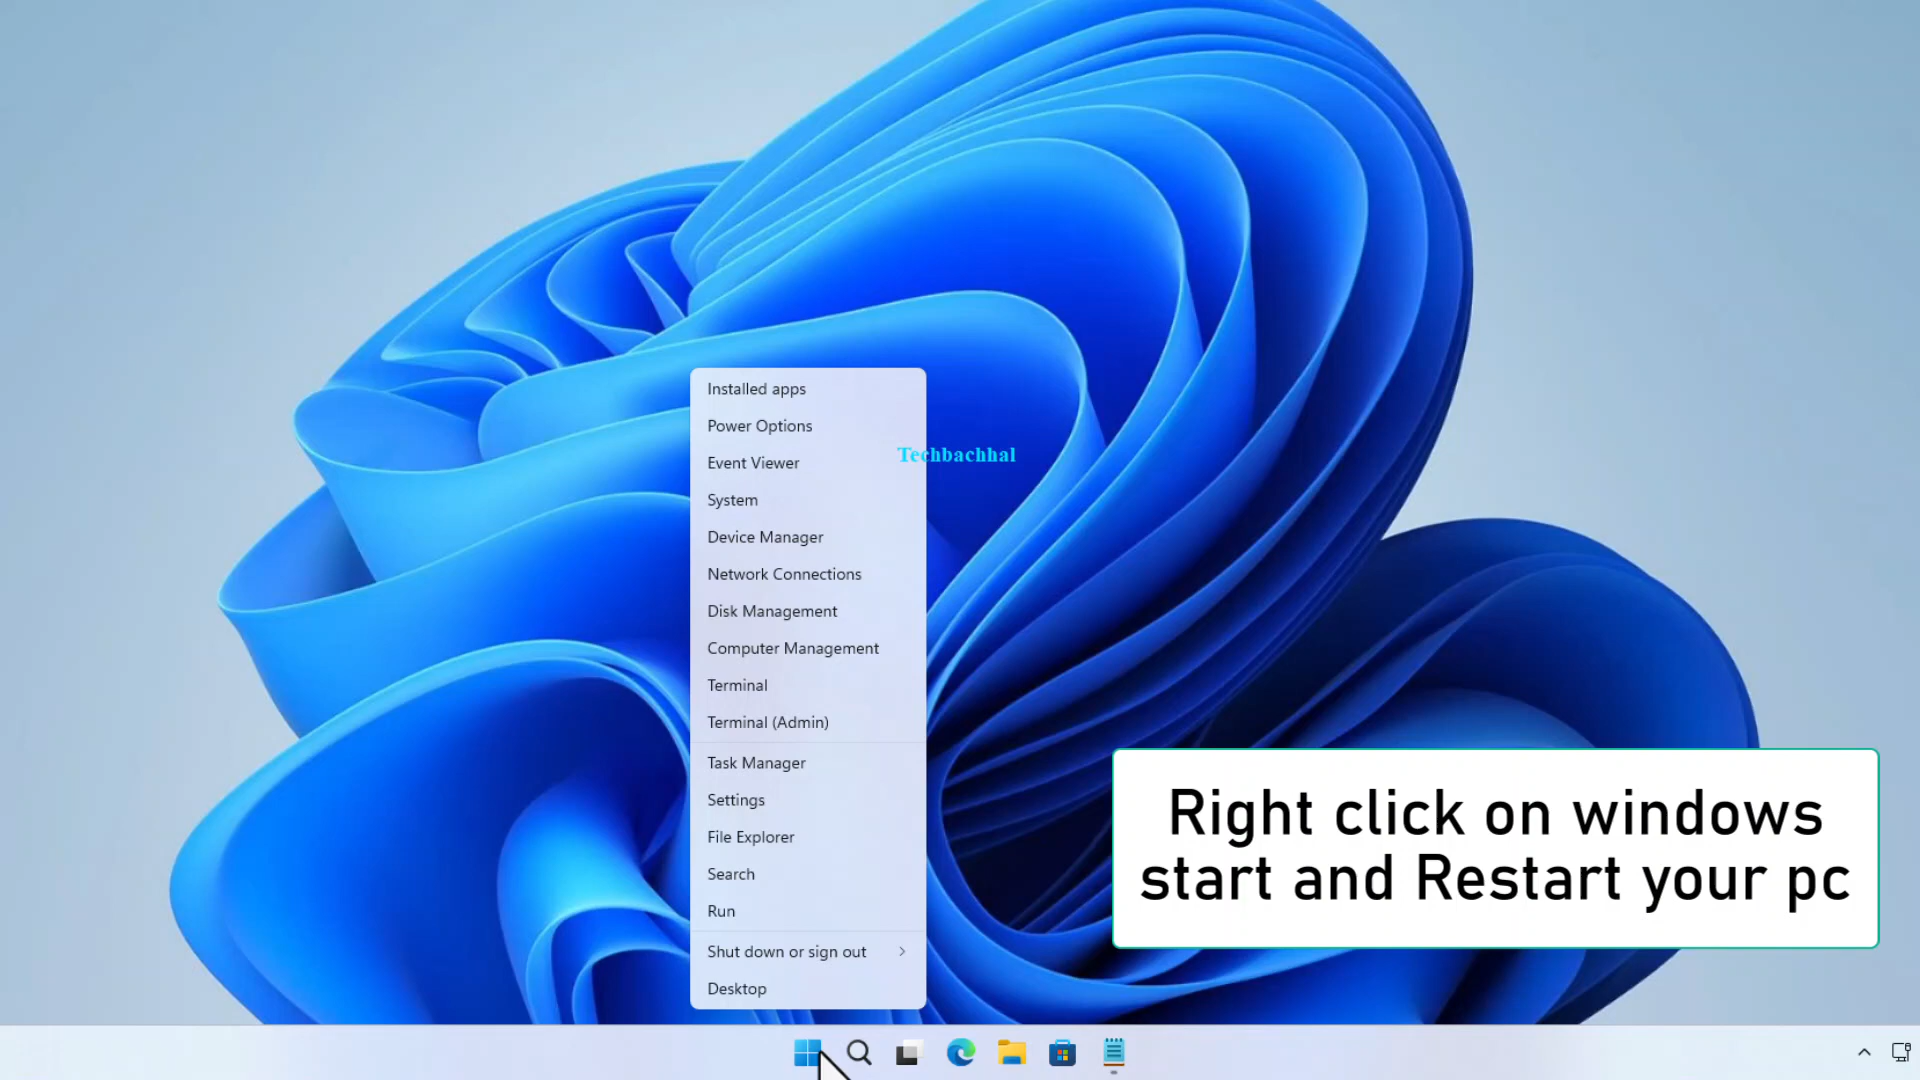 Installed apps
Power Options
Techbachhal
Event Viewer
System
Device Manager
Network Connections
Disk Management
Computer Management
Terminal
Terminal (Admin)
Task Manager
Settings
File Explorer
Search
Run
Shut down or sign out
Desktop
Right click on windows
start and Restart your pc